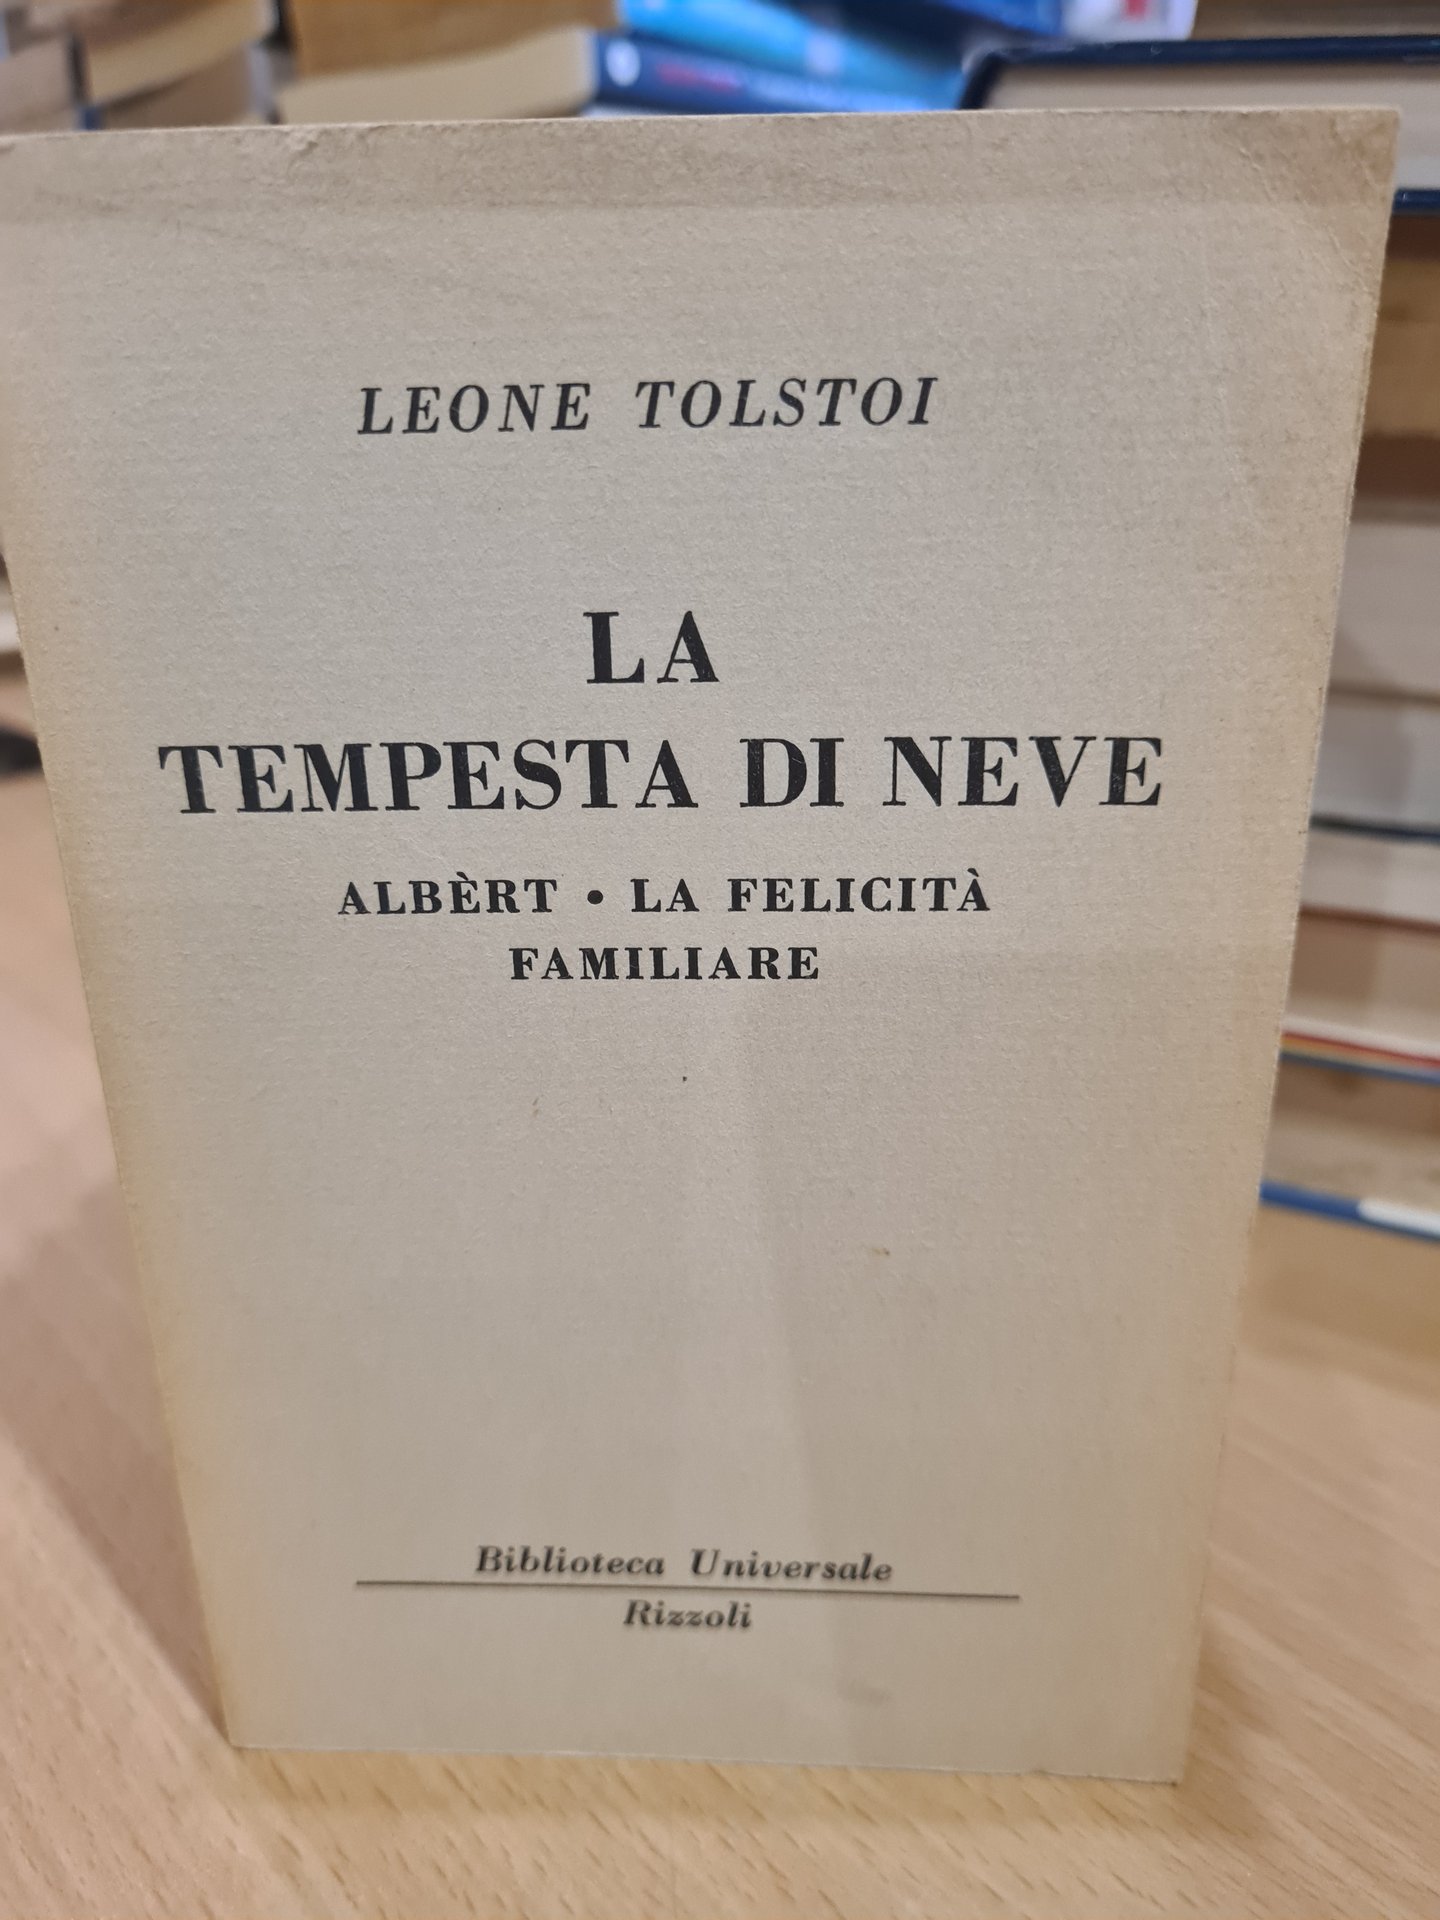 LEONE TOLSTOI
LA
TEMPESTA DI NEVE
ALBÈRT • LA FELICITÀ
FAMILIARE
Biblioteca Universale
Rizzoli